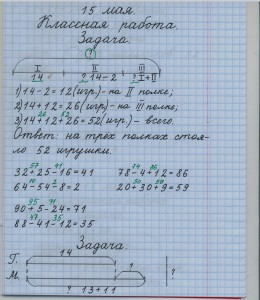 15 мая.
Классная работа.
Задача.
?
I II III
14 ? 14-2 ? I+II
1) 14-2=12(игр)-на II полке;
2) 14+12=26(игр)-на III полке;
3) 14+12+26=52(игр)-всего.
Ответ: на трёх полках стоя-
ло 52 игрушки.
32+25-16=41 78-4+12=86
64-54-8=2 20+30+9=59
90+5-24=71
88-41-12=35
Задача.
14
Г.
М. ? ?
? 13+11